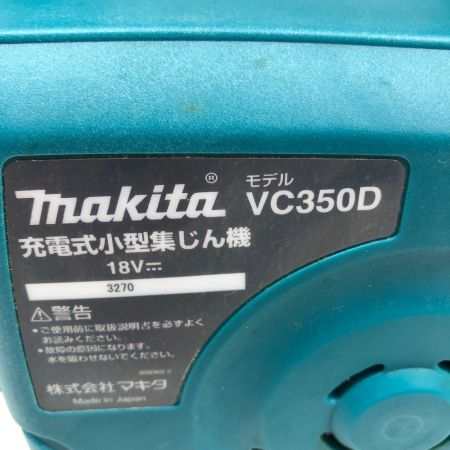 makita® モデル VC350D
充電式小型集じん機
18V⎓
3270
⚠警告
・ご使用前に取扱説明書を必ずよく
お読みください。
・故障の原因になります。
水を吸わせないでください。
株式会社 マキタ
Made in Japan